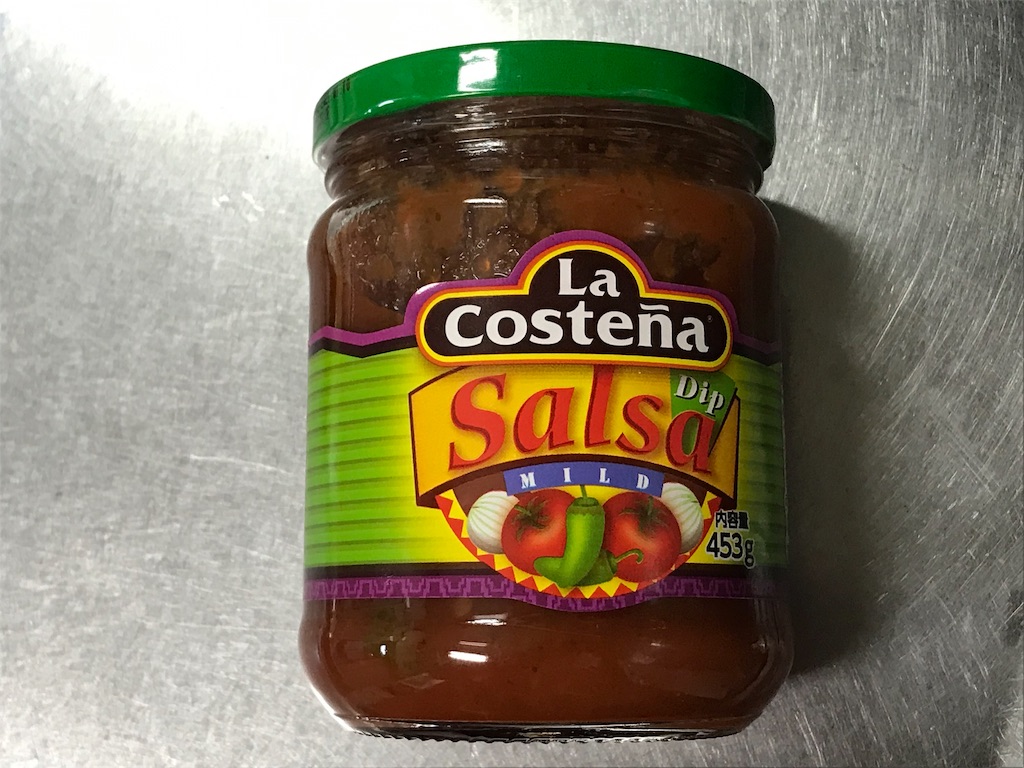 La
Costeña
Salsa
Dip
MILD
内容量
453g